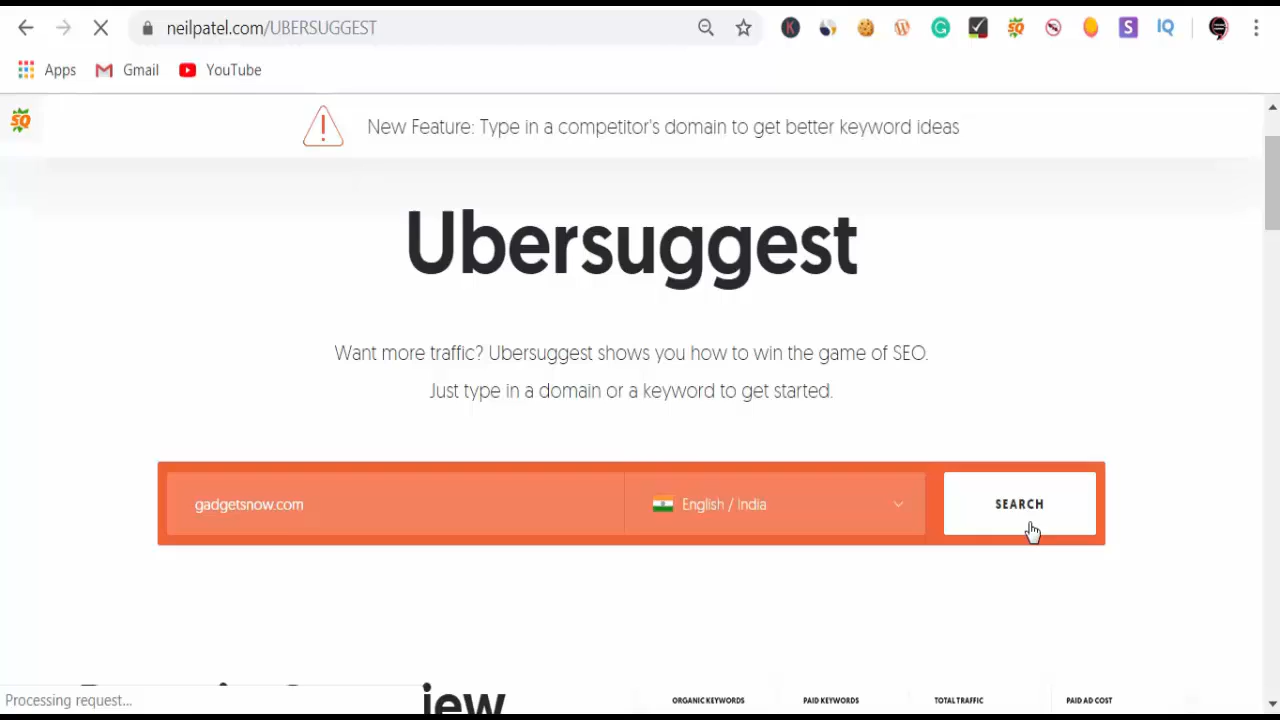 neilpatel.com/UBERSUGGEST
K
S
IQ
Apps
Gmail
YouTube
SQ
New Feature: Type in a competitor's domain to get better keyword ideas
Ubersuggest
Want more traffic? Ubersuggest shows you how to win the game of SEO.
Just type in a domain or a keyword to get started.
gadgetsnow.com
English / India
SEARCH
ORGANIC KEYWORDS
PAID KEYWORDS
TOTAL TRAFFIC
PAID AD COST
Processing request...